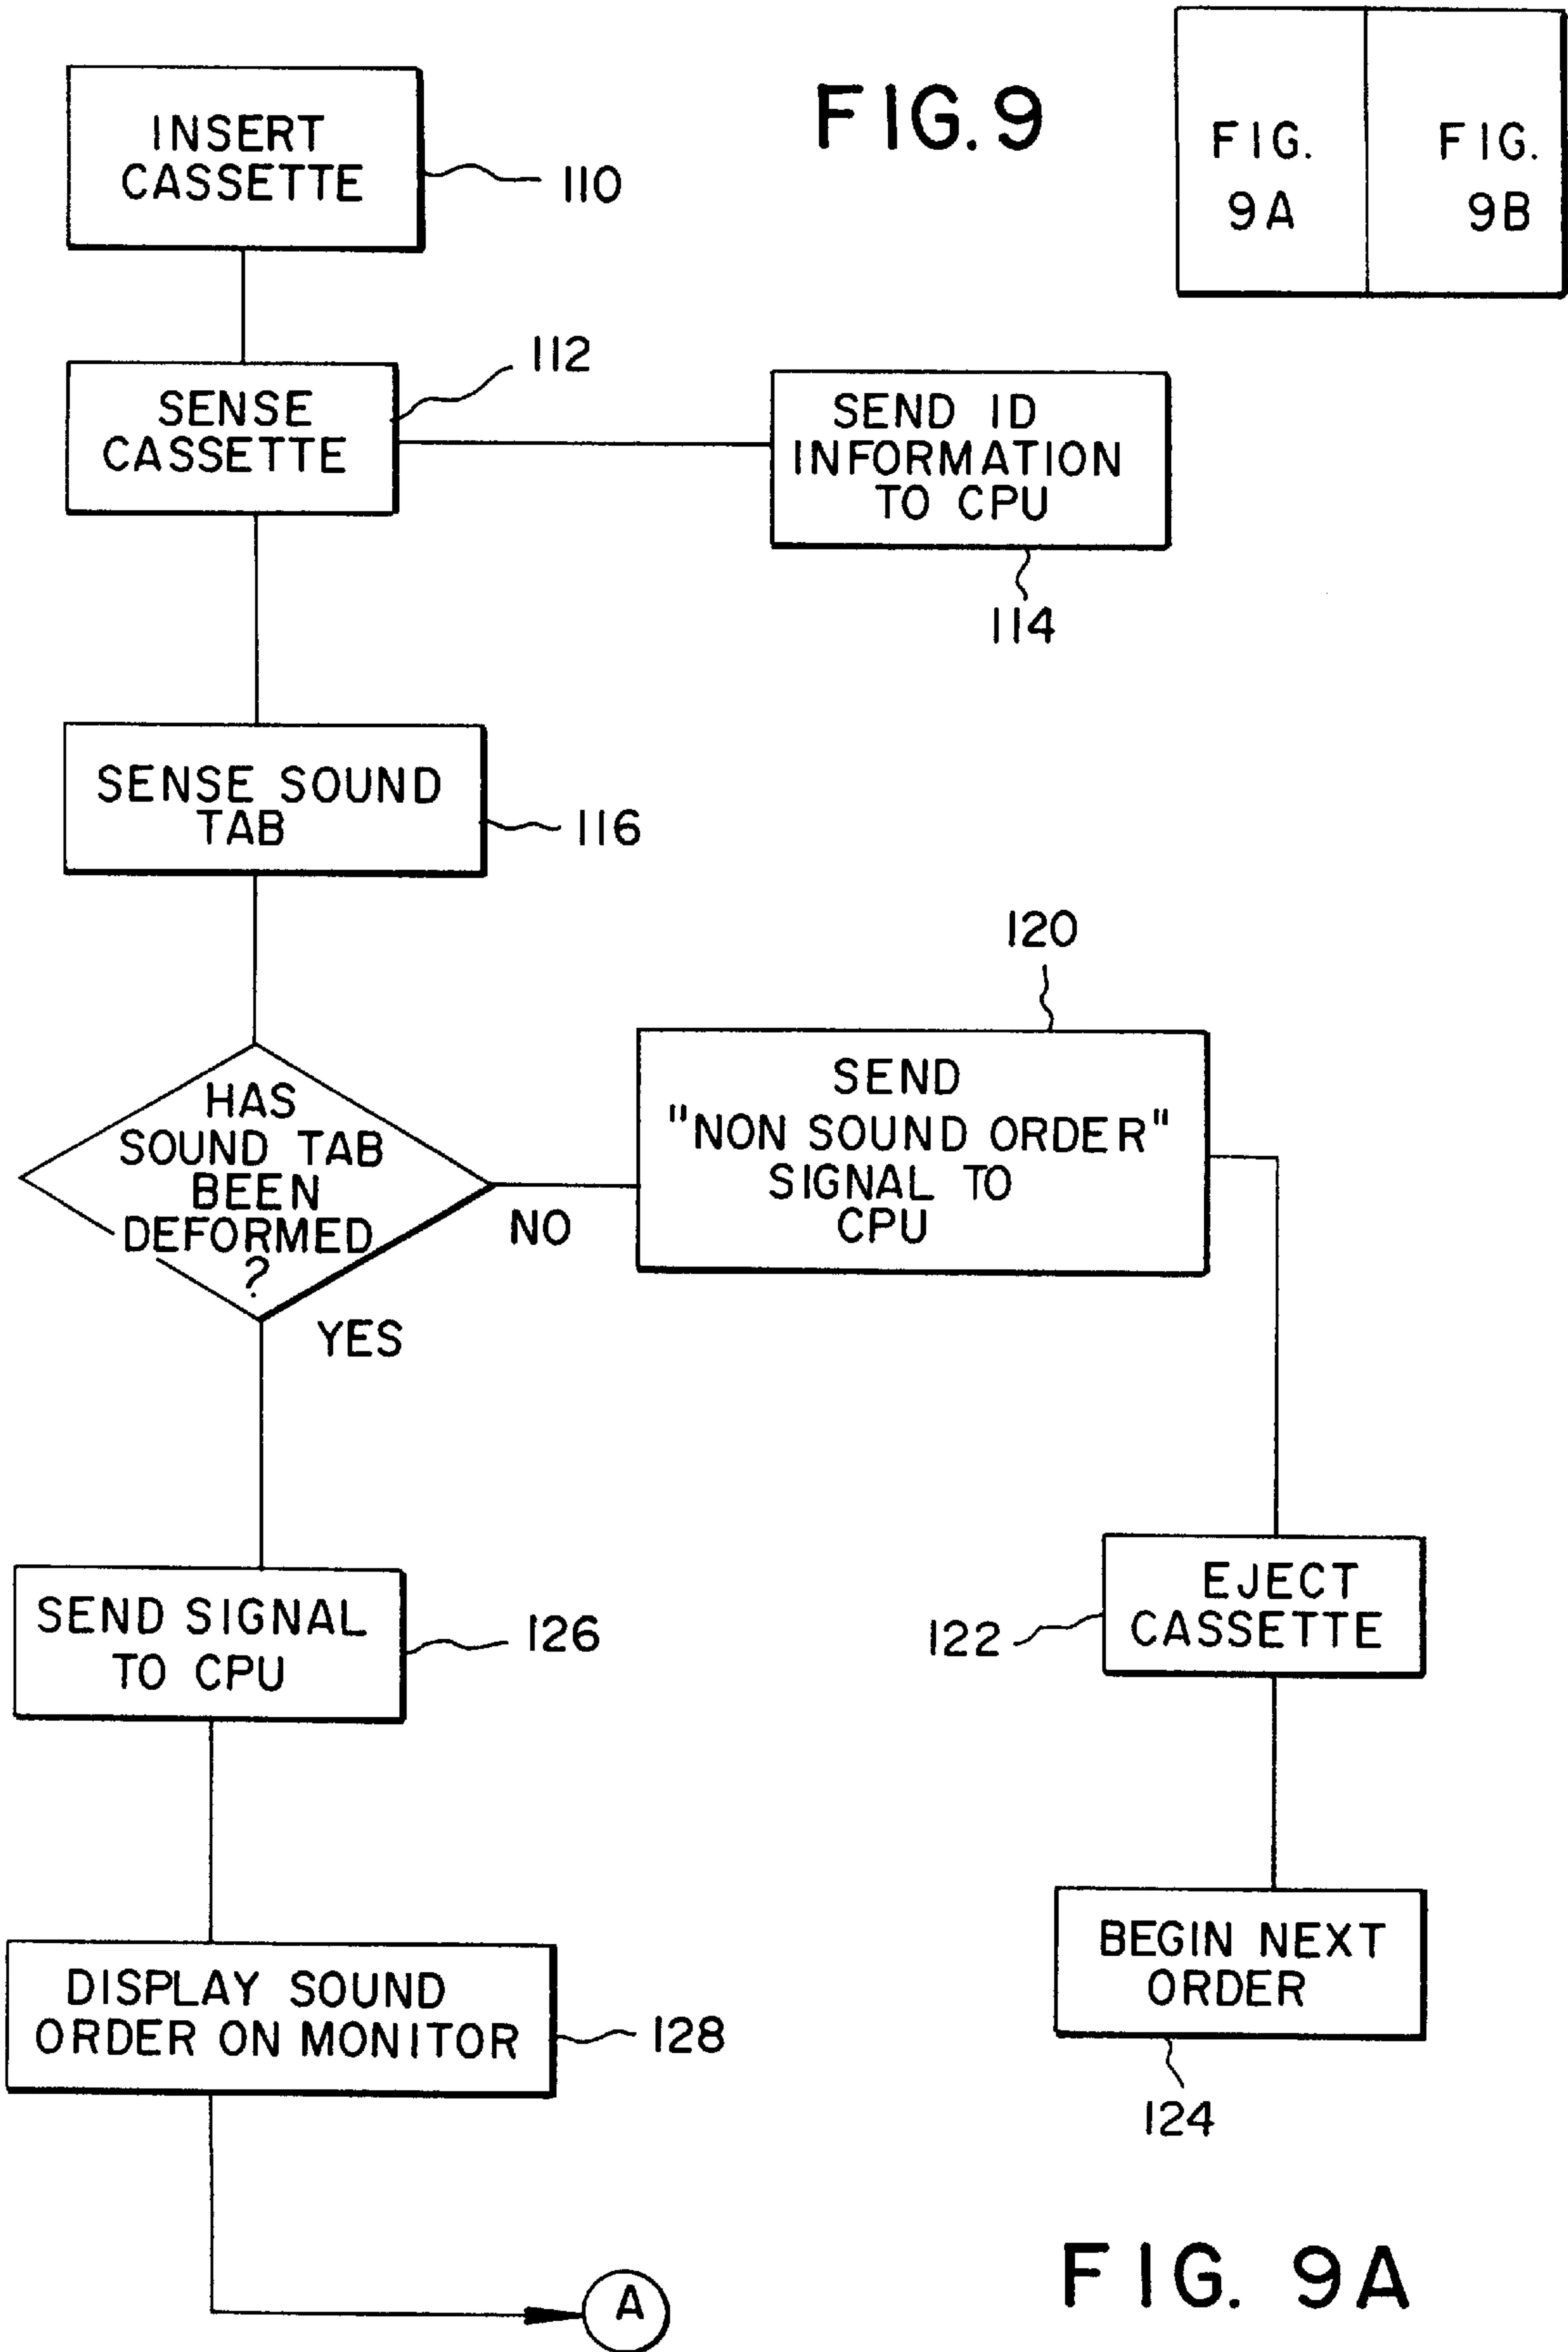 FIG. 9
FIG.
9A
FIG.
9B
INSERT
CASSETTE
110
112
SENSE
CASSETTE
SEND ID
INFORMATION
TO CPU
114
SENSE SOUND
TAB
116
HAS
SOUND TAB
BEEN
DEFORMED
?
NO
YES
120
SEND
"NON SOUND ORDER"
SIGNAL TO
CPU
SEND SIGNAL
TO CPU
126
122
EJECT
CASSETTE
DISPLAY SOUND
ORDER ON MONITOR
128
BEGIN NEXT
ORDER
124
A
FIG. 9A